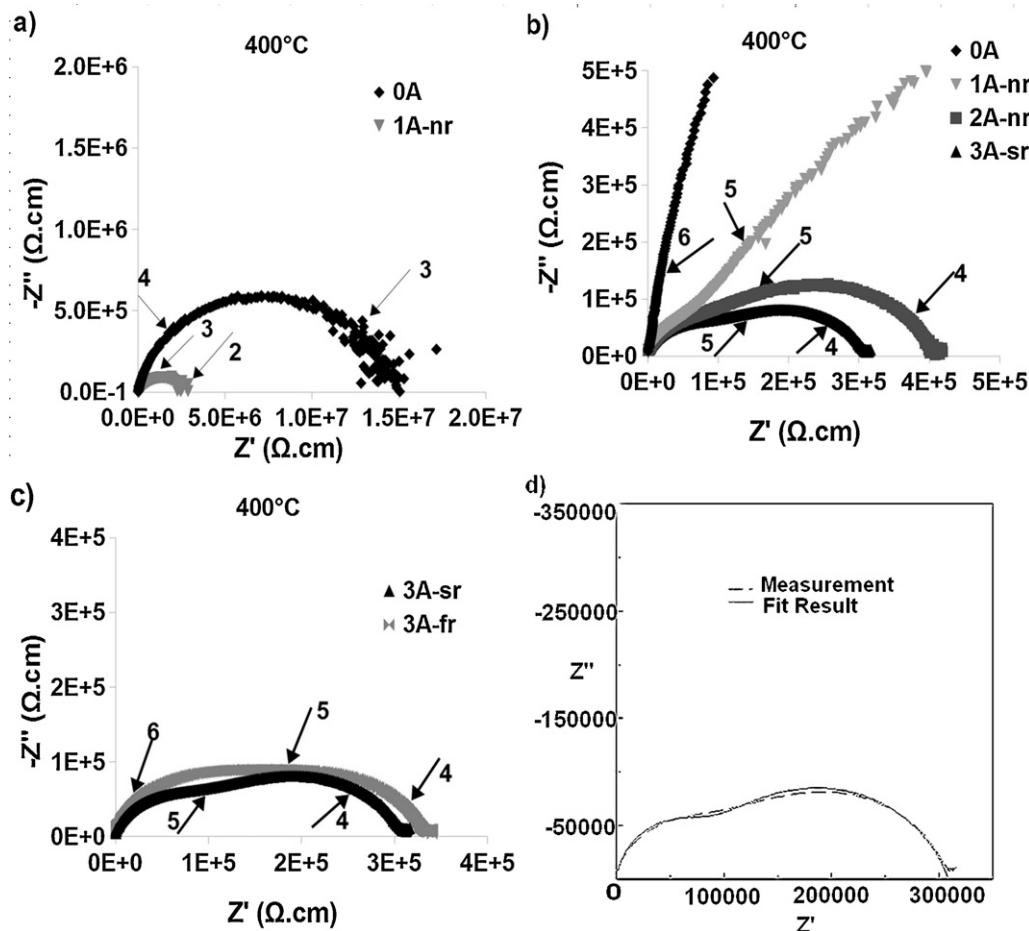 a)
400°C
2.0E+6
1.5E+6
1.0E+6
5.0E+5
0.0E-1
-Z'' (Ω.cm)
0A
1A-nr
4
3
3
2
0.0E+0 5.0E+6 1.0E+7 1.5E+7 2.0E+7
Z' (Ω.cm)
b)
400°C
5E+5
4E+5
3E+5
2E+5
1E+5
0E+0
-Z'' (Ω.cm)
0A
1A-nr
2A-nr
3A-sr
5
6
5
4
5
4
0E+0 1E+5 2E+5 3E+5 4E+5 5E+5
Z' (Ω.cm)
c)
400°C
4E+5
3E+5
2E+5
1E+5
0E+0
-Z'' (Ω.cm)
3A-sr
3A-fr
6
5
4
5
4
0E+0 1E+5 2E+5 3E+5 4E+5
Z' (Ω.cm)
d)
-350000
-250000
-150000
-50000
Z''
Measurement
Fit Result
0 100000 200000 300000
Z'